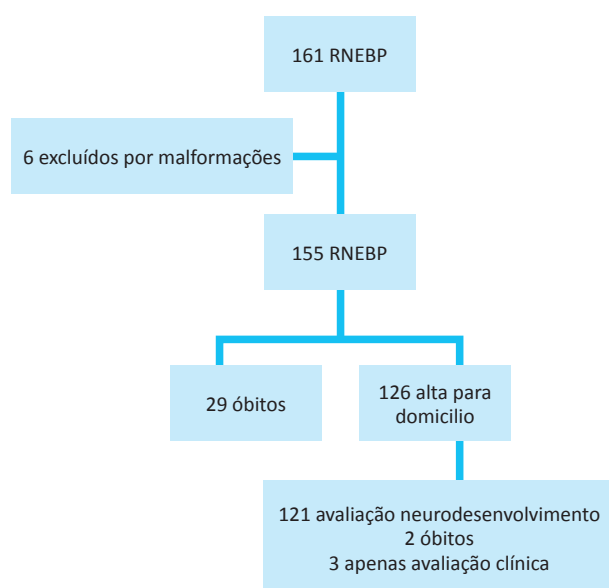 161 RNEBP
6 excluídos por malformações
155 RNEBP
29 óbitos
126 alta para
domicilio
121 avaliação neurodesenvolvimento
2 óbitos
3 apenas avaliação clínica